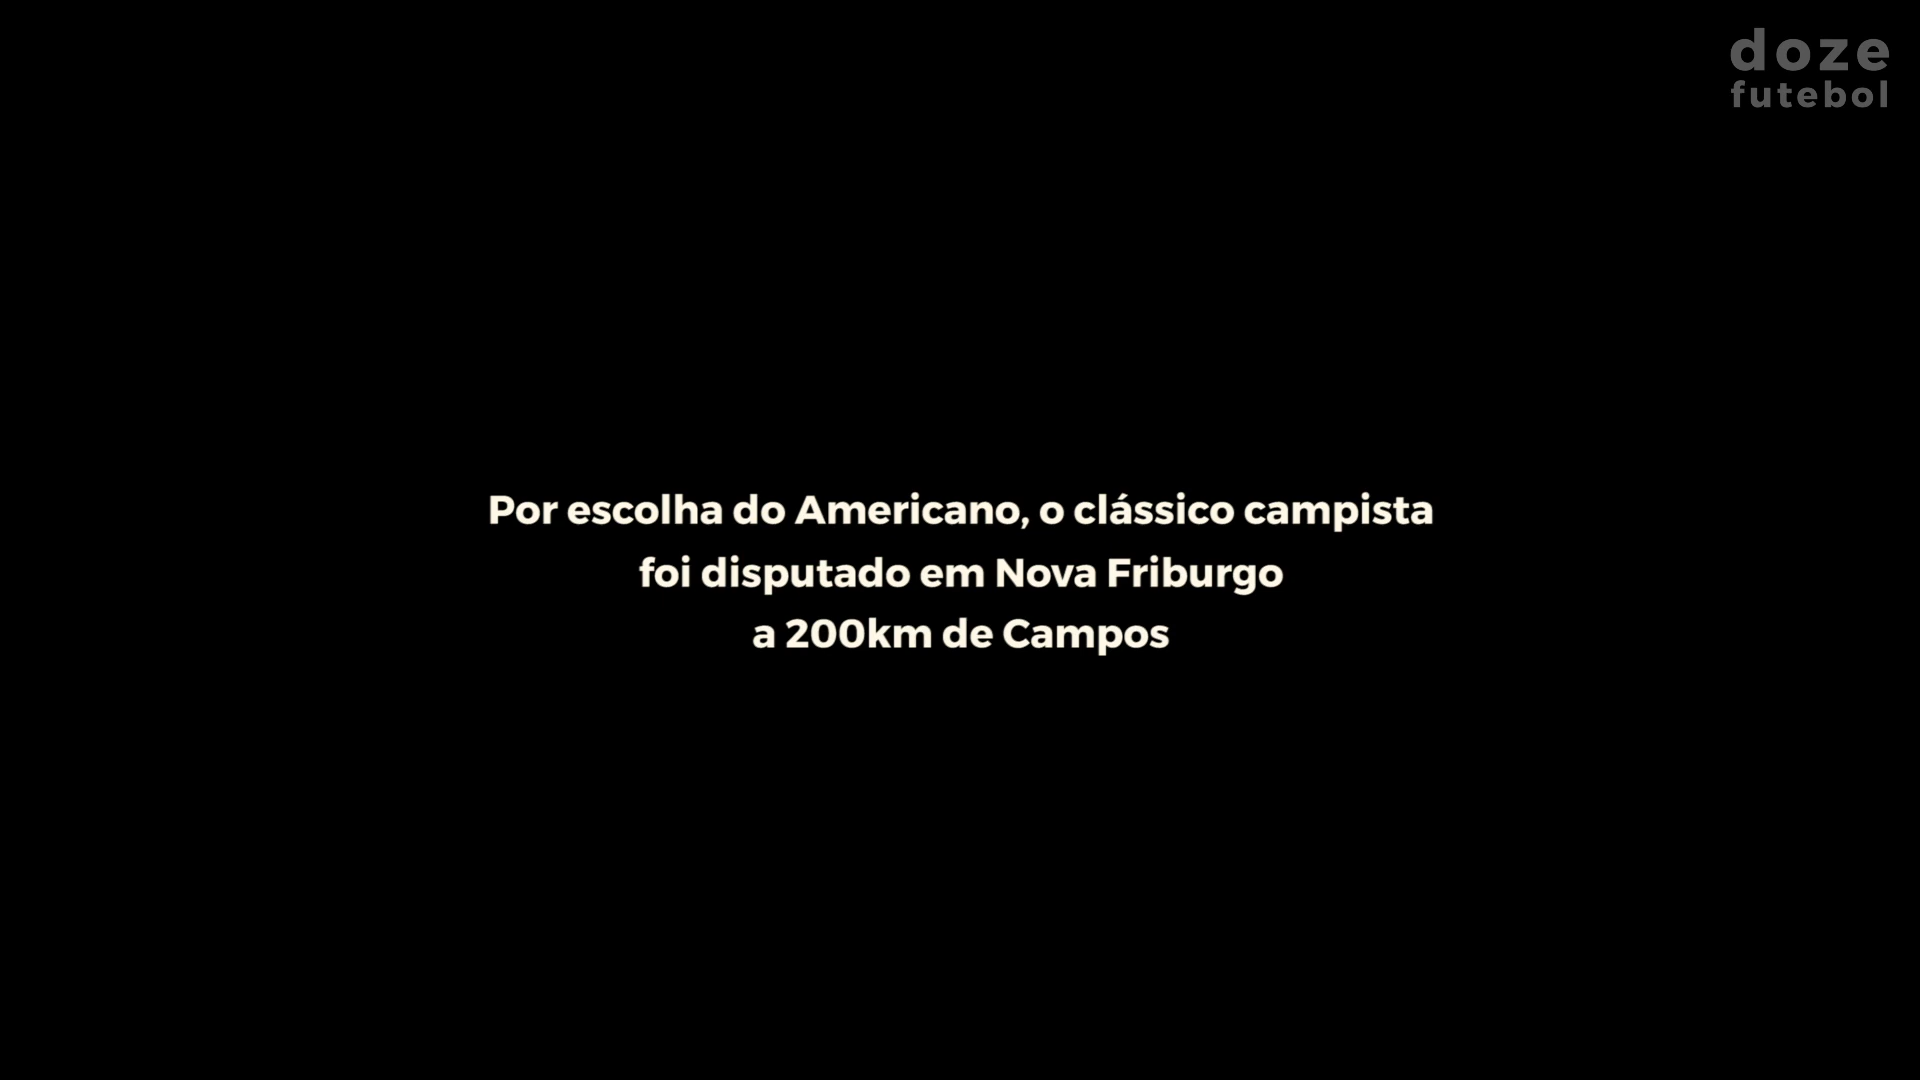 doze
futebol
Por escolha do Americano, o clássico campista
foi disputado em Nova Friburgo
a 200km de Campos